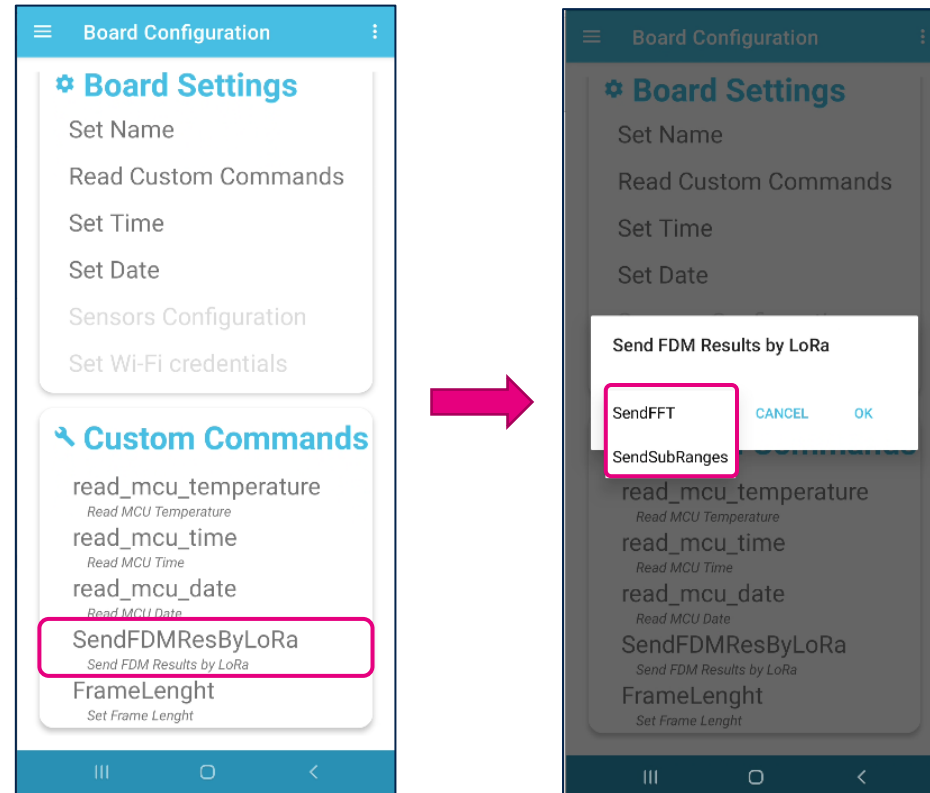 Board Configuration
Board Settings
Set Name
Read Custom Commands
Set Time
Set Date
Sensors Configuration
Set Wi-Fi credentials
Custom Commands
read_mcu_temperature
Read MCU Temperature
read_mcu_time
Read MCU Time
read_mcu_date
Read MCU Date
SendFDMResByLoRa
Send FDM Results by LoRa
FrameLenght
Set Frame Lenght
Board Configuration
Board Settings
Set Name
Read Custom Commands
Set Time
Set Date
Send FDM Results by LoRa
SendFFT CANCEL OK
SendSubRanges
read_mcu_temperature
Read MCU Temperature
read_mcu_time
Read MCU Time
read_mcu_date
Read MCU Date
SendFDMResByLoRa
Send FDM Results by LoRa
FrameLenght
Set Frame Lenght